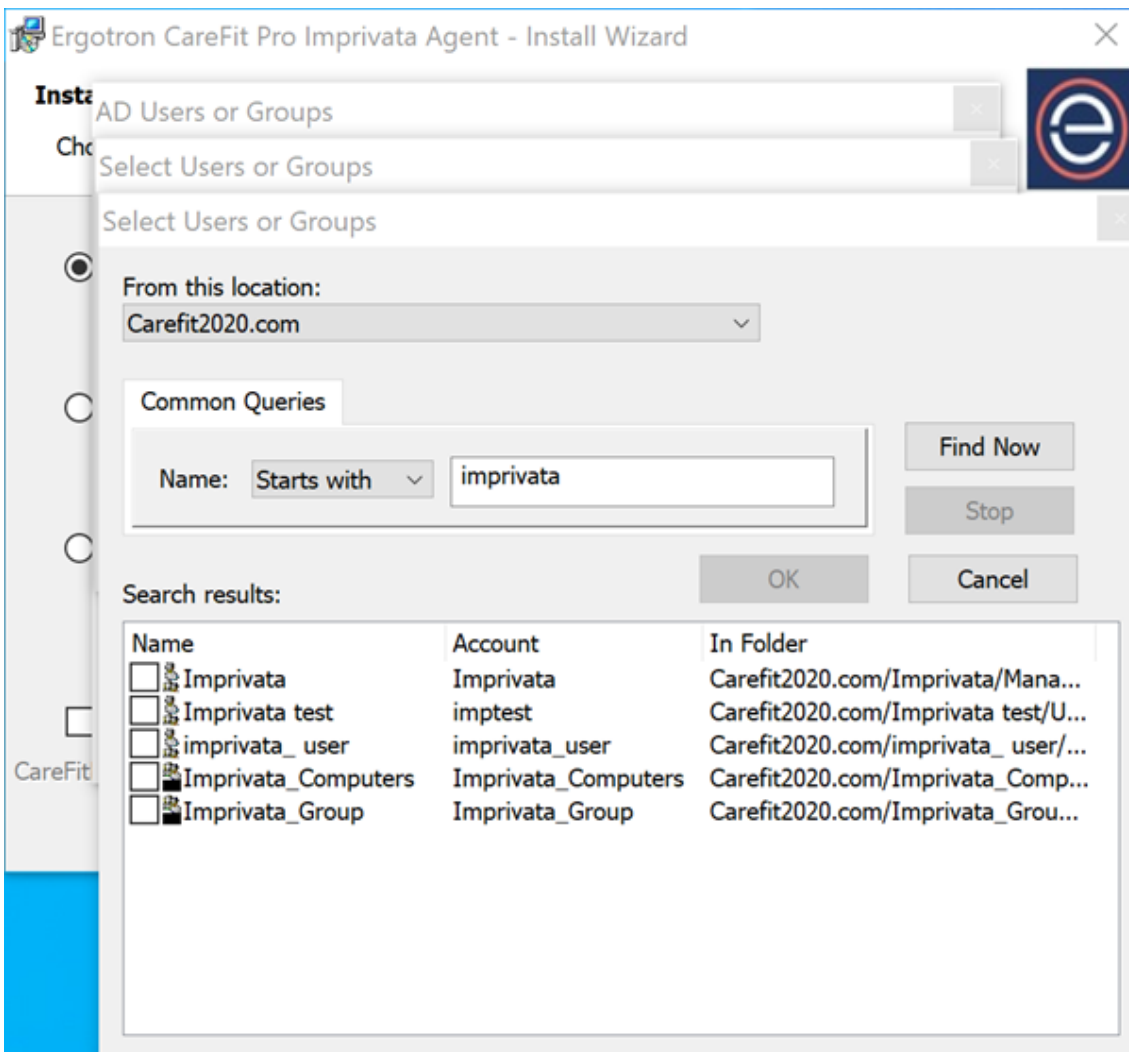 Ergotron CareFit Pro Imprivata Agent - Install Wizard
Insta
AD Users or Groups
Cho
Select Users or Groups
Select Users or Groups
From this location:
Carefit2020.com
Common Queries
Find Now
Name: Starts with imprivata
Stop
OK Cancel
Search results:
Name Account In Folder
Imprivata Imprivata Carefit2020.com/Imprivata/Mana...
Imprivata test imptest Carefit2020.com/Imprivata test/U...
imprivata_ user imprivata_user Carefit2020.com/imprivata_ user/...
Imprivata_Computers Imprivata_Computers Carefit2020.com/Imprivata_Comp...
Imprivata_Group Imprivata_Group Carefit2020.com/Imprivata_Grou...
CareFit